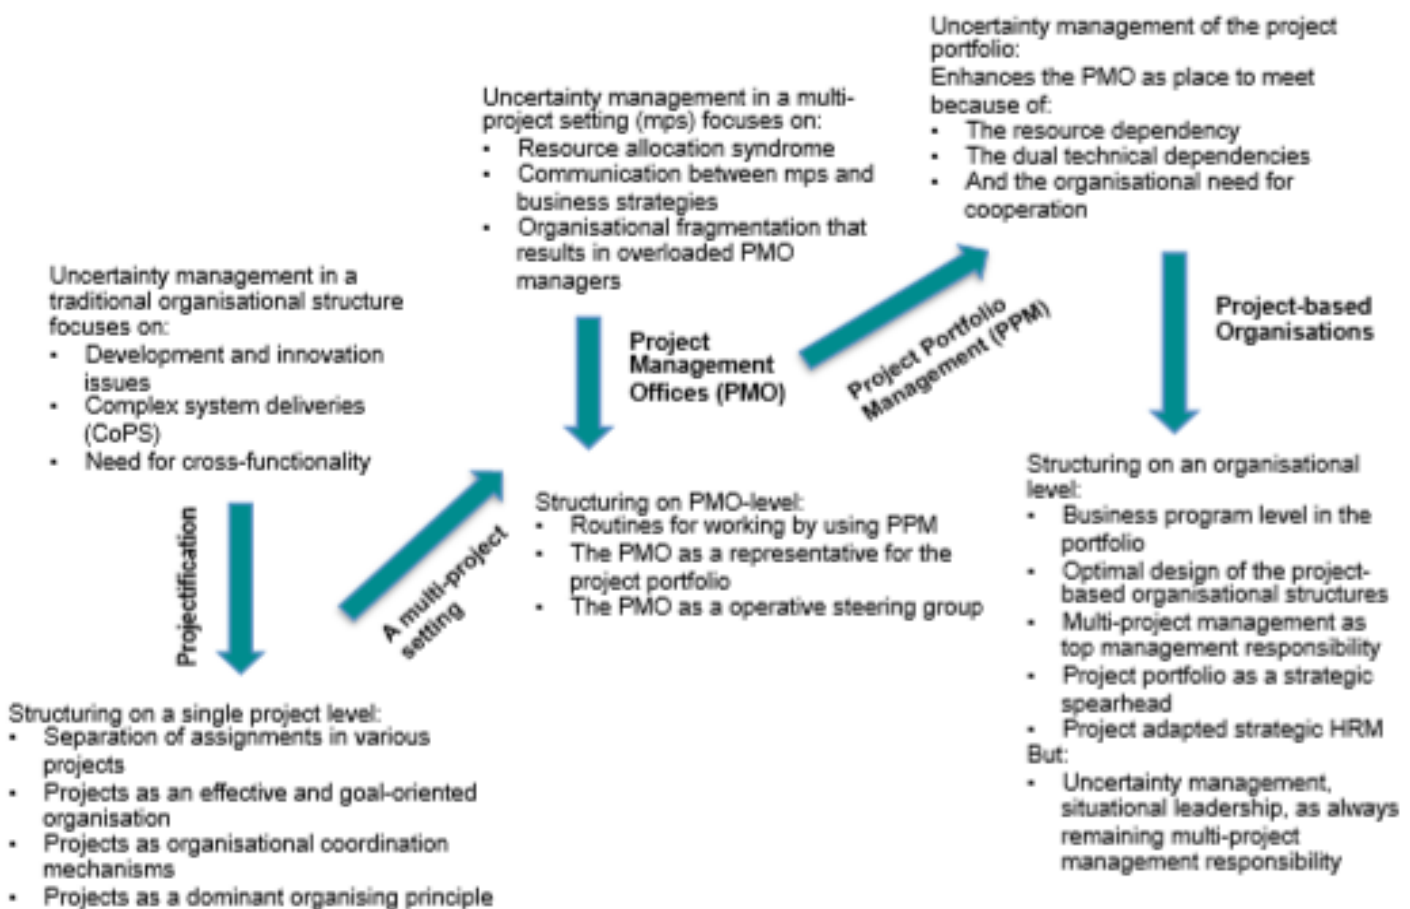 Uncertainty management in a
traditional organisational structure
focuses on:
• Development and innovation
issues
• Complex system deliveries
(CoPS)
• Need for cross-functionality
Projectification
Structuring on a single project level:
• Separation of assignments in various
projects
• Projects as an effective and goal-oriented
organisation
• Projects as organisational coordination
mechanisms
• Projects as a dominant organising principle
A multi-project
setting
Uncertainty management in a multi-
project setting (mps) focuses on:
• Resource allocation syndrome
• Communication between mps and
business strategies
• Organisational fragmentation that
results in overloaded PMO
managers
Project
Management
Offices (PMO)
Structuring on PMO-level:
• Routines for working by using PPM
• The PMO as a representative for the
project portfolio
• The PMO as a operative steering group
Project Portfolio
Management (PPM)
Uncertainty management of the project
portfolio:
Enhances the PMO as place to meet
because of:
• The resource dependency
• The dual technical dependencies
• And the organisational need for
cooperation
Project-based
Organisations
Structuring on an organisational
level:
• Business program level in the
portfolio
• Optimal design of the project-
based organisational structures
• Multi-project management as
top management responsibility
• Project portfolio as a strategic
spearhead
• Project adapted strategic HRM
But:
• Uncertainty management,
situational leadership, as always
remaining multi-project
management responsibility